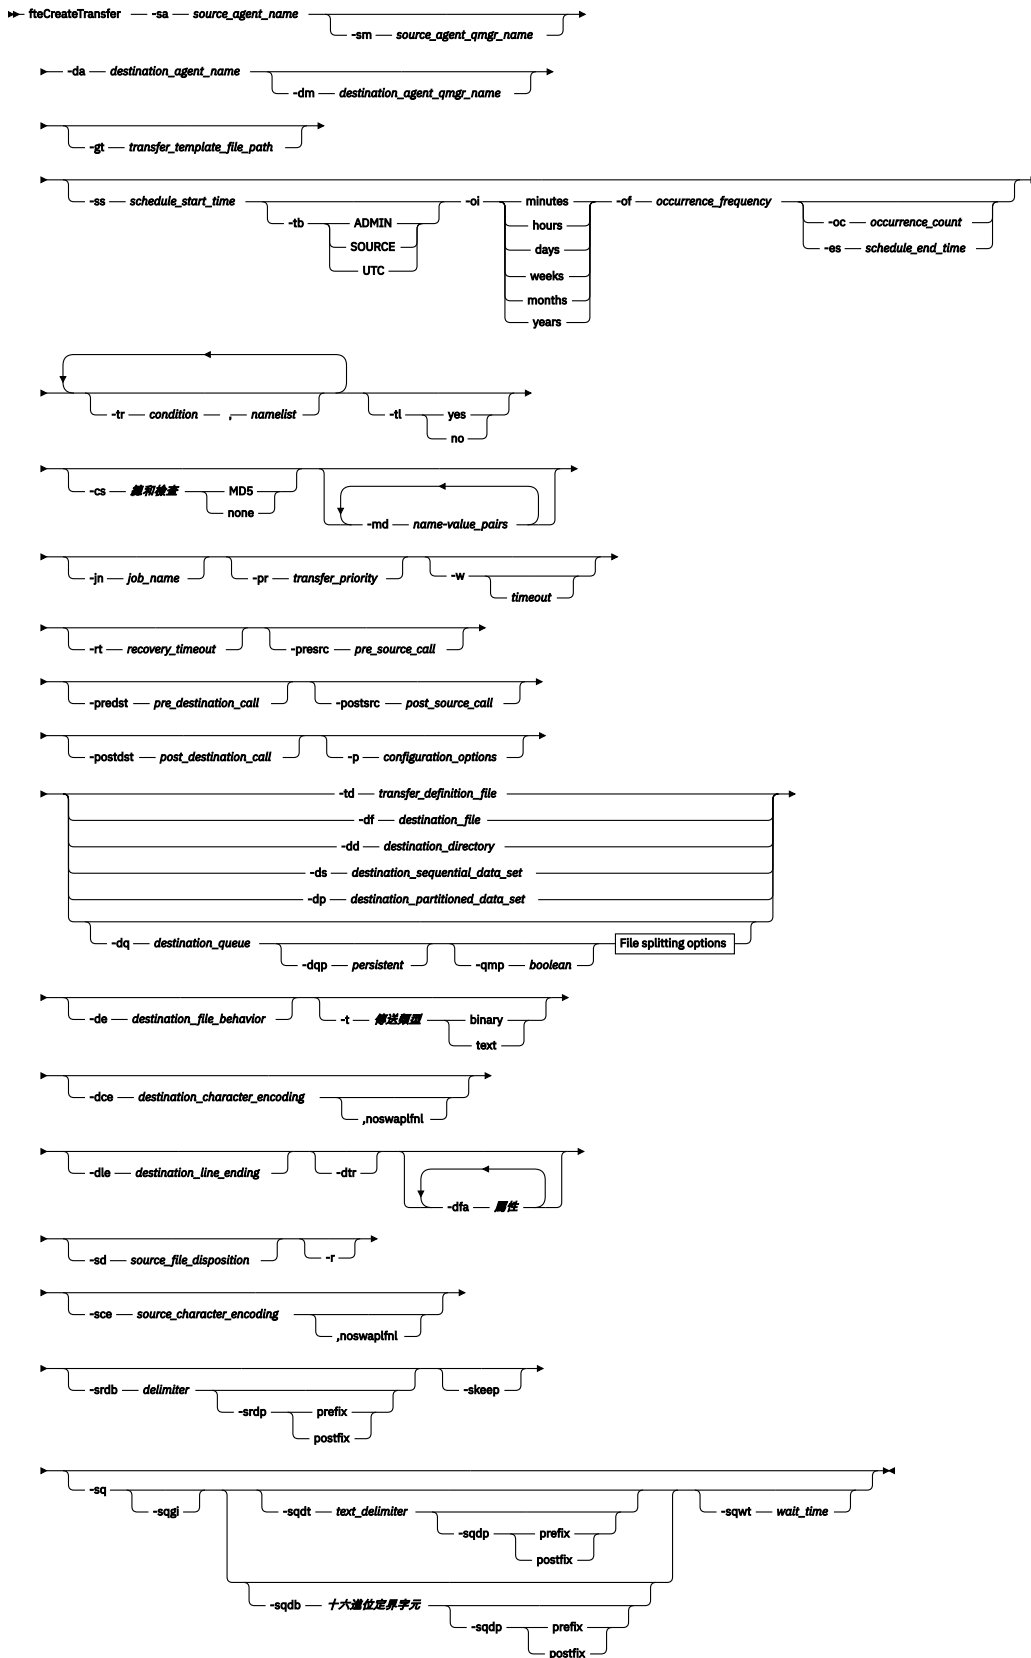 fteCreateTransfer -sa source_agent_name
-sm source_agent_qmgr_name
-da destination_agent_name
-dm destination_agent_qmgr_name
-gt transfer_template_file_path
-ss schedule_start_time -oi minutes -of occurrence_frequency
-tb ADMIN hours -oc occurrence_count
SOURCE days -es schedule_end_time
UTC weeks
months
years
-tr condition , namelist -tl yes
no
-cs 總和檢查 MD5
none -md name-value_pairs
-jn job_name -pr transfer_priority -w
timeout
-rt recovery_timeout -presrc pre_source_call
-predst pre_destination_call -postsrc post_source_call
-postdst post_destination_call -p configuration_options
-td transfer_definition_file
-df destination_file
-dd destination_directory
-ds destination_sequential_data_set
-dp destination_partitioned_data_set
-dq destination_queue File splitting options
-dqp persistent -qmp boolean
-de destination_file_behavior -t 傳送類型 binary
text
-dce destination_character_encoding
,noswaplfnl
-dle destination_line_ending -dtr
-dfa 屬性
-sd source_file_disposition -r
-sce source_character_encoding
,noswaplfnl
-srdb delimiter -skeep
-srdp prefix
postfix
-sq
-sqgi -sqdt text_delimiter -sqwt wait_time
-sqdp prefix
postfix
-sqdb 十六進位定界字元
-sqdp prefix
postfix